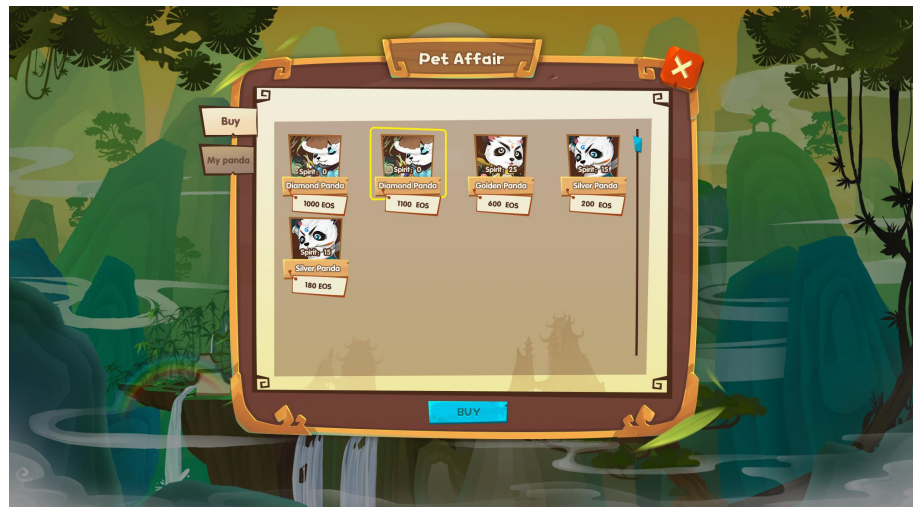 Pet Affair
Buy
My panda
Spirit: 0
Diamond Panda
1000 EOS
Spirit: 0
Diamond Panda
1100 EOS
Spirit: 25
Golden Panda
600 EOS
Spirit: 15
Silver Panda
200 EOS
Spirit: 15
Silver Panda
180 EOS
BUY